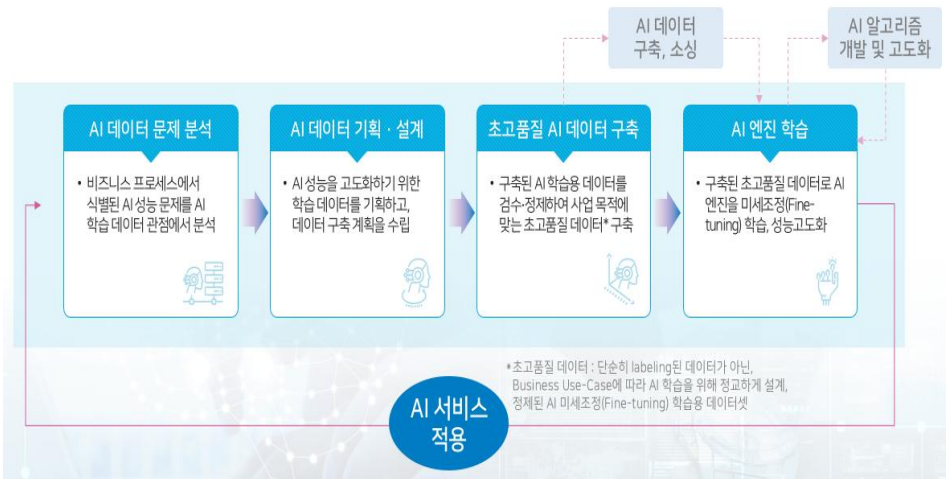 AI 데이터
구축, 소싱
AI 알고리즘
개발 및 고도화
AI 데이터 문제 분석
• 비즈니스 프로세스에서
식별된 AI 성능 문제를 AI
학습 데이터 관점에서 분석
AI 데이터 기획 · 설계
• AI 성능을 고도화하기 위한
학습 데이터를 기획하고,
데이터 구축 계획을 수립
초고품질 AI 데이터 구축
• 구축된 AI 학습용 데이터를
검수·정제하여 사업 목적에
맞는 초고품질 데이터* 구축
AI 엔진 학습
• 구축된 초고품질 데이터로 AI
엔진을 미세조정(Fine-
tuning) 학습, 성능고도화
*초고품질 데이터 : 단순히 labeling된 데이터가 아닌,
Business Use-Case에 따라 AI 학습을 위해 정교하게 설계,
정제된 AI 미세조정(Fine-tuning) 학습용 데이터셋
AI 서비스
적용